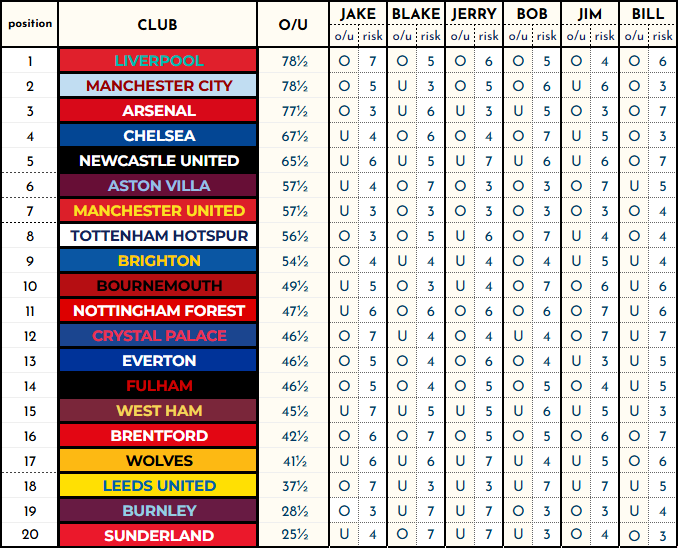 JAKE BLAKE JERRY BOB JIM BILL
position CLUB O/U o/u risk o/u risk o/u risk o/u risk o/u risk o/u risk
1 LIVERPOOL 78½ O 7 O 5 O 6 O 5 O 4 O 6
2 MANCHESTER CITY 78½ O 5 U 3 O 5 O 6 U 6 O 3
3 ARSENAL 77½ O 3 U 6 U 3 U 5 O 3 O 7
4 CHELSEA 67½ U 4 O 6 O 4 O 7 U 5 O 3
5 NEWCASTLE UNITED 65½ U 6 U 5 U 7 U 6 U 6 O 7
6 ASTON VILLA 57½ U 4 O 7 O 3 O 3 O 7 U 5
7 MANCHESTER UNITED 57½ U 3 O 3 O 3 O 3 O 3 O 4
8 TOTTENHAM HOTSPUR 56½ O 3 O 5 U 6 O 7 U 4 O 4
9 BRIGHTON 54½ O 4 U 4 U 4 O 4 U 5 U 4
10 BOURNEMOUTH 49½ U 5 O 3 U 7 O 3 O 6 U 6
11 NOTTINGHAM FOREST 47½ U 6 O 6 O 6 O 6 O 7 U 6
12 CRYSTAL PALACE 46½ O 7 U 4 O 4 U 4 O 7 U 7
13 EVERTON 46½ O 5 O 4 O 6 O 4 U 3 U 5
14 FULHAM 46½ O 5 O 4 O 5 O 5 O 4 U 5
15 WEST HAM 45½ U 7 U 5 U 5 U 6 U 5 U 3
16 BRENTFORD 42½ O 6 O 7 O 5 O 5 O 6 O 7
17 WOLVES 41½ U 6 U 6 U 7 U 4 U 5 O 6
18 LEEDS UNITED 37½ O 7 U 3 U 3 U 7 U 7 U 5
19 BURNLEY 28½ O 3 U 7 U 7 O 3 O 3 U 4
20 SUNDERLAND 25½ U 4 O 7 U 7 U 3 O 4 O 3